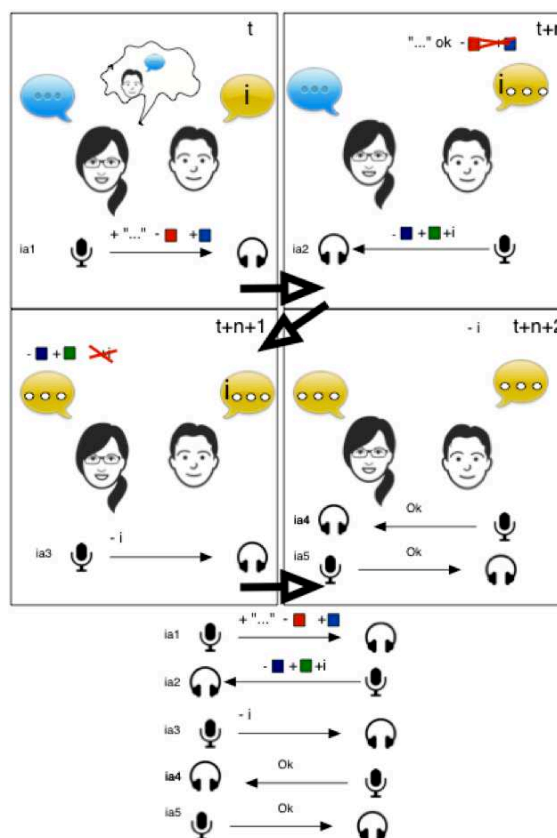 t
i
+ "..." - +
ia1
"..." ok -
i
ia2
- + +i
t+n+1
- + +i
i
ia3
- i
- i t+n+2
ia4
Ok
ia5
Ok
ia1
+ "..." - +
ia2
- + +i
ia3
- i
ia4
Ok
ia5
Ok